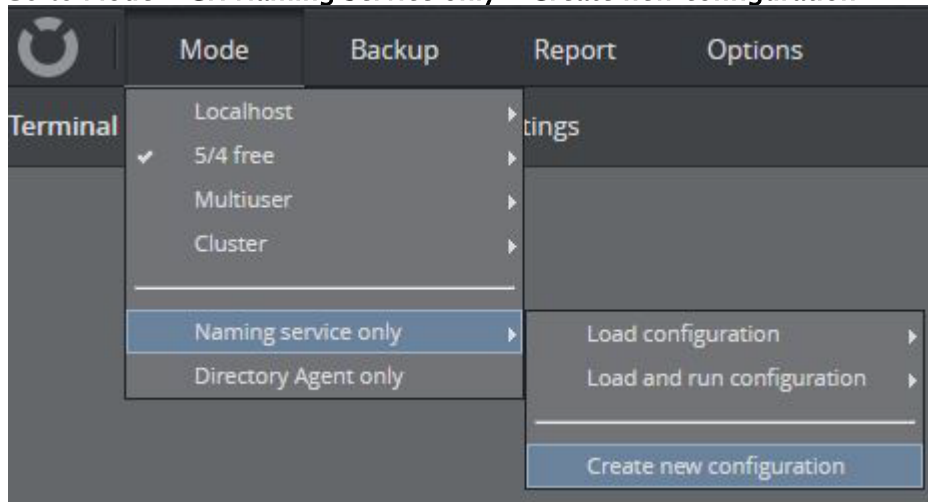 Mode Backup Report Options
Terminal tings
Localhost
5/4 free
Multiuser
Cluster
Naming service only
Directory Agent only
Load configuration
Load and run configuration
Create new configuration